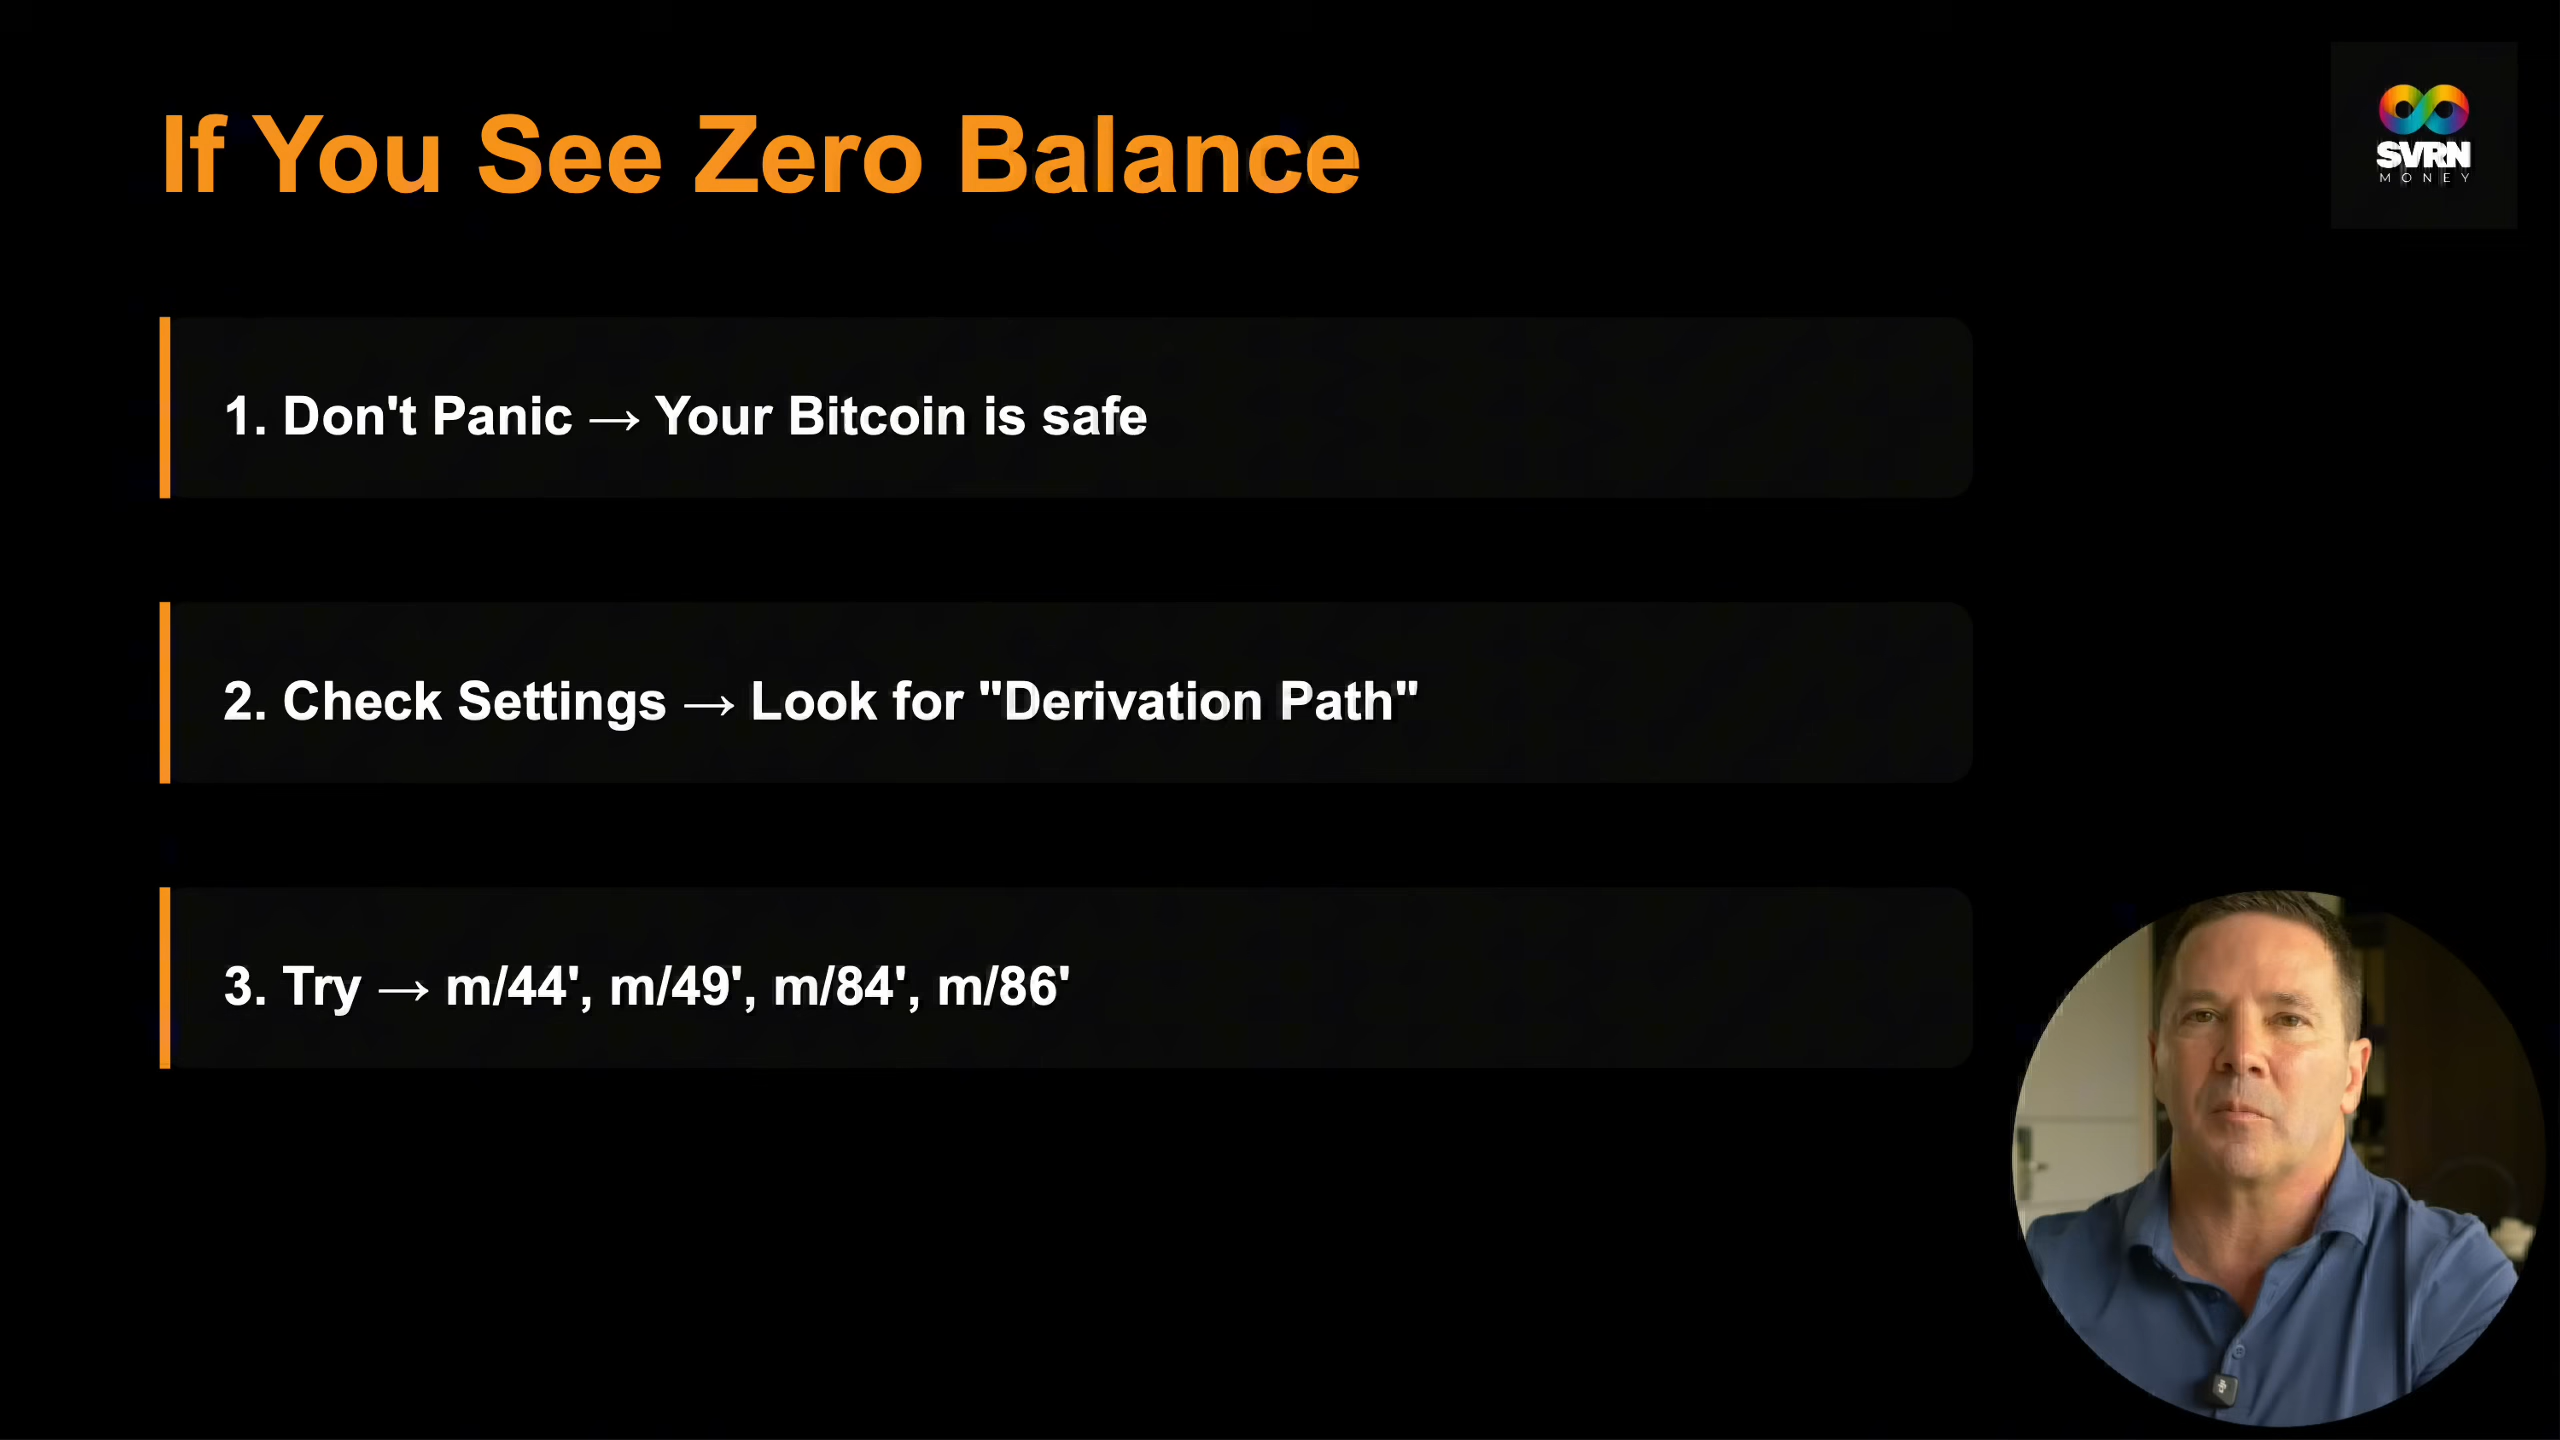 If You See Zero Balance
SVRN
MONEY
1. Don't Panic → Your Bitcoin is safe
2. Check Settings → Look for "Derivation Path"
3. Try → m/44', m/49', m/84', m/86'